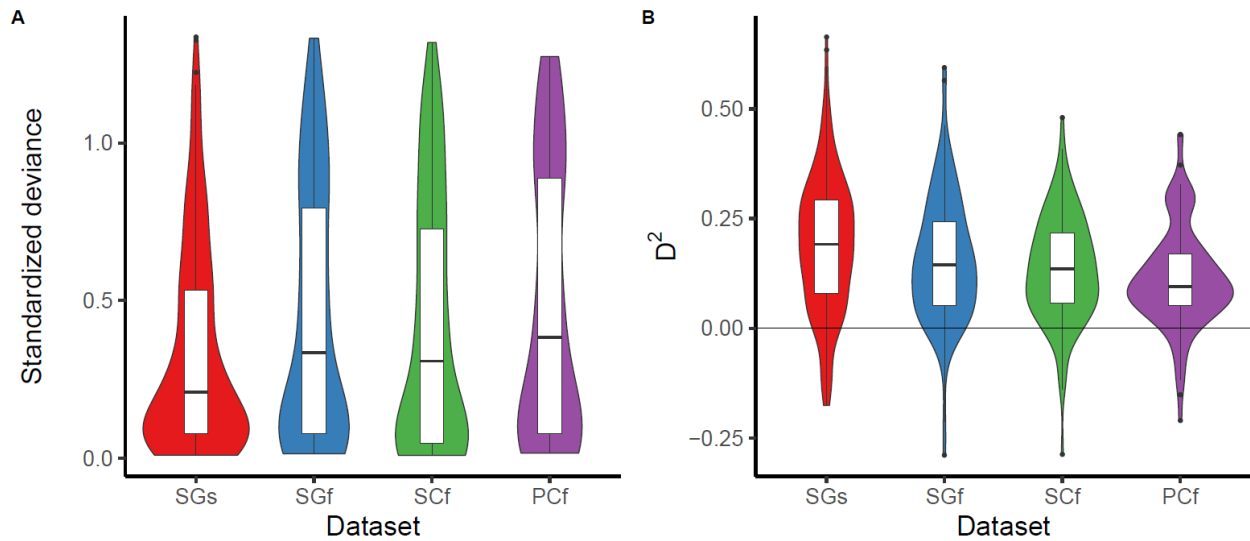 A
Standardized deviance
1.0
0.5
0.0
SGs SGf SCf PCf
Dataset
B
D²
0.50
0.25
0.00
−0.25
SGs SGf SCf PCf
Dataset